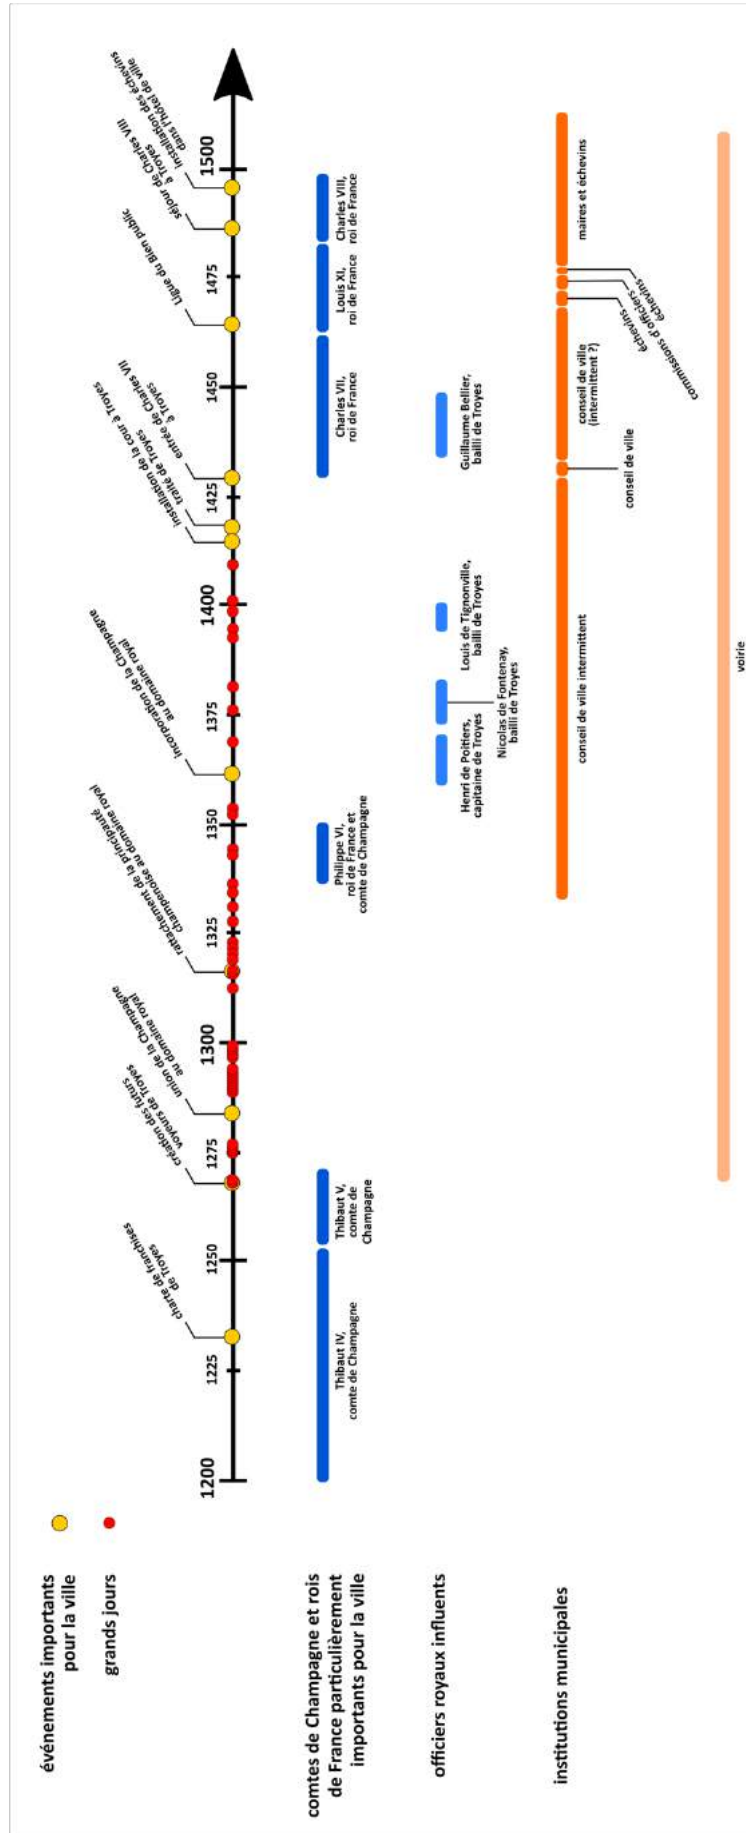 événements importants
pour la ville
grands jours
charte de franchises
de Troyes
création des futurs
voyeurs de Troyes
union de la Champagne
au domaine royal
rattachement de la principauté
champenoise au domaine royal
incorporation de la Champagne
au domaine royal
installation de la cour à Troyes
traité de Troyes
entrée de Charles VII
à Troyes
Ligue du Bien public
séjour de Charles VIII
à Troyes
installation des échevins
dans l'hôtel de ville
1200
1225
1250
1275
1300
1325
1350
1375
1400
1425
1450
1475
1500
comtes de Champagne et rois
de France particulièrement
importants pour la ville
Thibaut IV,
comte de Champagne
Thibaut V,
comte de
Champagne
Philippe VI,
roi de France et
comte de Champagne
Charles VII,
roi de France
Louis XI,
roi de France
Charles VIII,
roi de France
officiers royaux influents
Henri de Poitiers,
capitaine de Troyes
Nicolas de Fontenay,
bailli de Troyes
Louis de Tignonville,
bailli de Troyes
Guillaume Bellier,
bailli de Troyes
institutions municipales
conseil de ville intermittent
conseil de ville
conseil de ville
(intermittent ?)
échevins
commissions d'officiers
échevins
maires et échevins
voirie